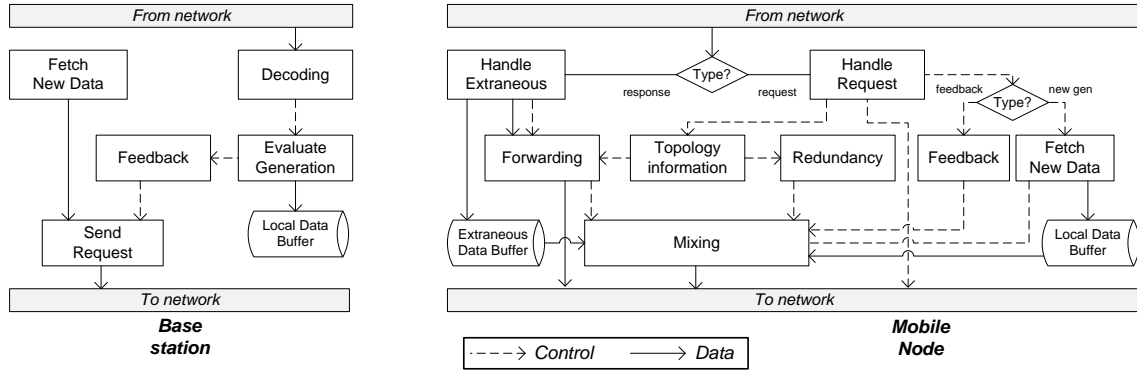 From network
Fetch
New Data
Decoding
Feedback
Evaluate
Generation
Send
Request
Local Data
Buffer
To network
Base
station
From network
Handle
Extraneous
Type?
Handle
Request
response
request
feedback
Type?
new gen
Forwarding
Topology
information
Redundancy
Feedback
Fetch
New Data
Extraneous
Data Buffer
Mixing
Local Data
Buffer
To network
Mobile
Node
Control
Data